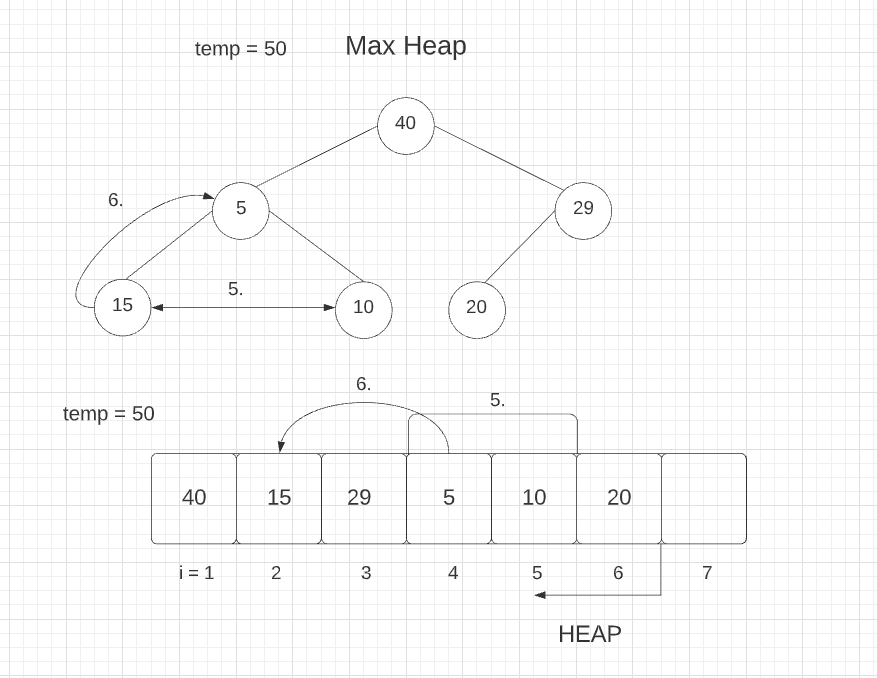 temp = 50 Max Heap
40
6. 5 29
15 5. 10 20
6.
temp = 50 5.
40 15 29 5 10 20
i = 1 2 3 4 5 6 7
HEAP